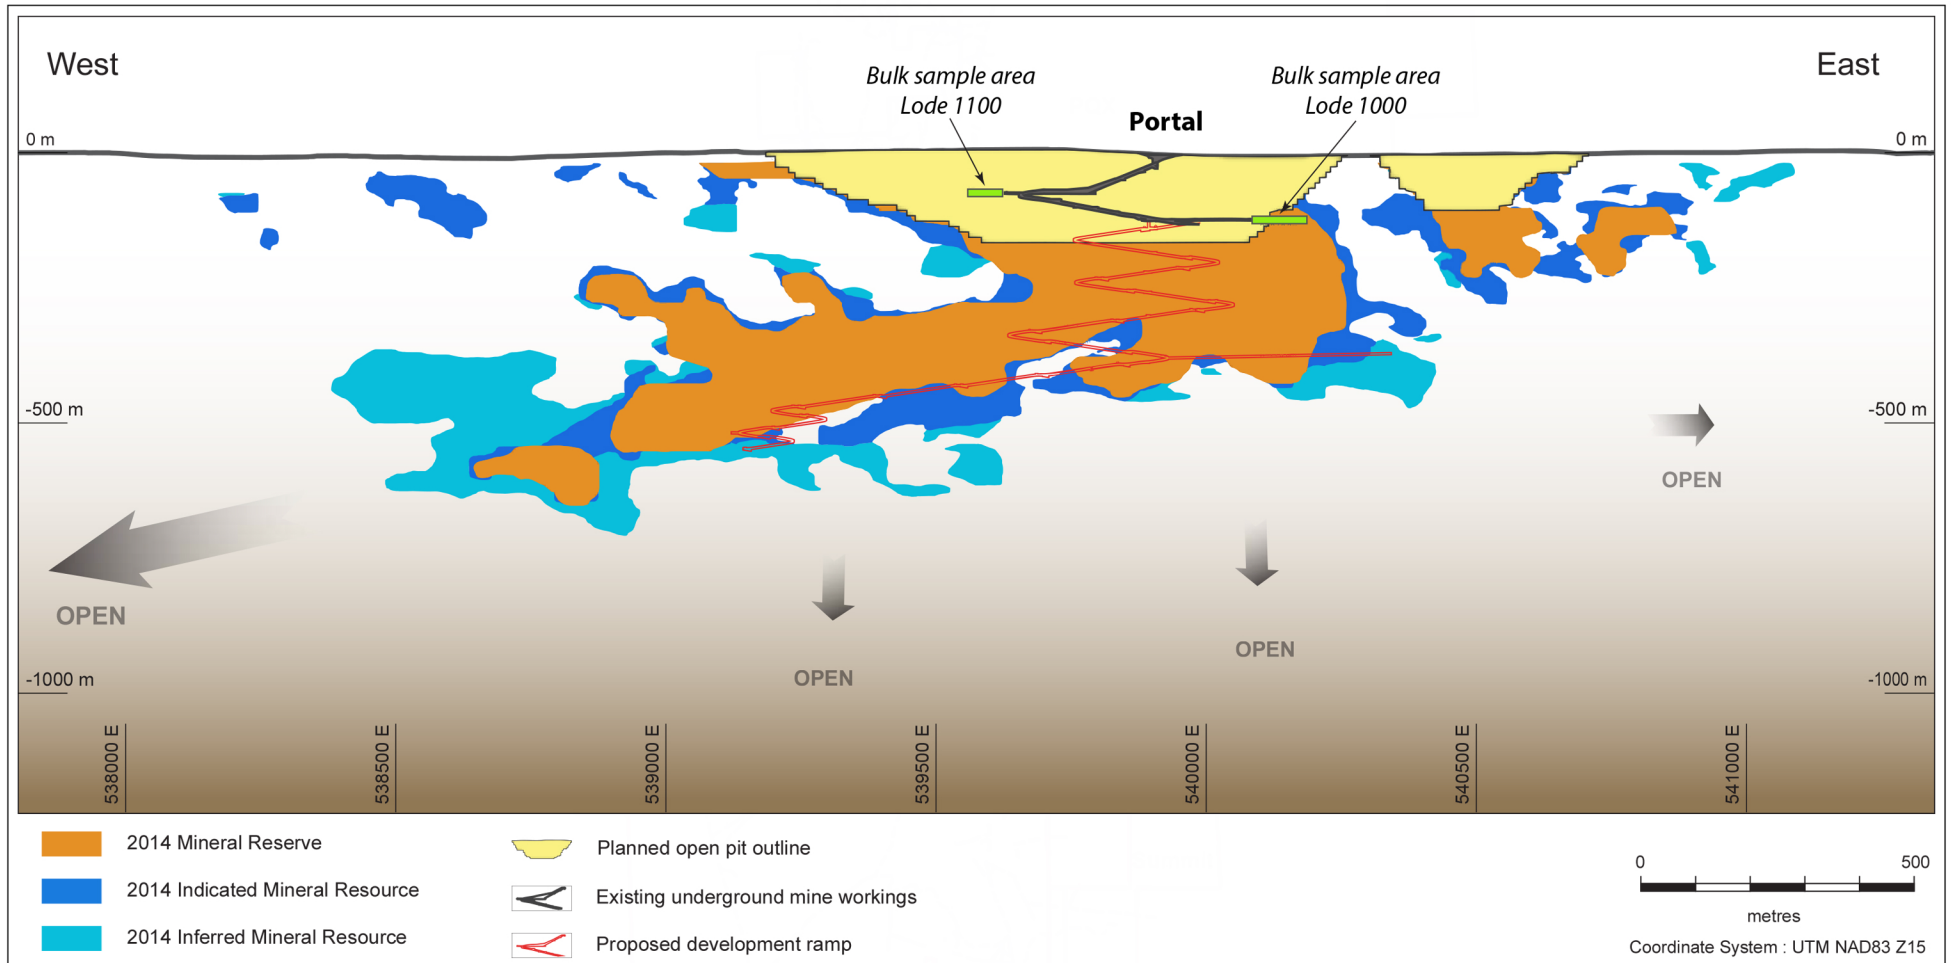 West
East
Bulk sample area
Lode 1100
Bulk sample area
Lode 1000
Portal
0 m
0 m
-500 m
-500 m
OPEN
OPEN
OPEN
OPEN
-1000 m
-1000 m
538000 E
538500 E
539000 E
539500 E
540000 E
540500 E
541000 E
2014 Mineral Reserve
2014 Indicated Mineral Resource
2014 Inferred Mineral Resource
Planned open pit outline
Existing underground mine workings
Proposed development ramp
0
500
metres
Coordinate System : UTM NAD83 Z15